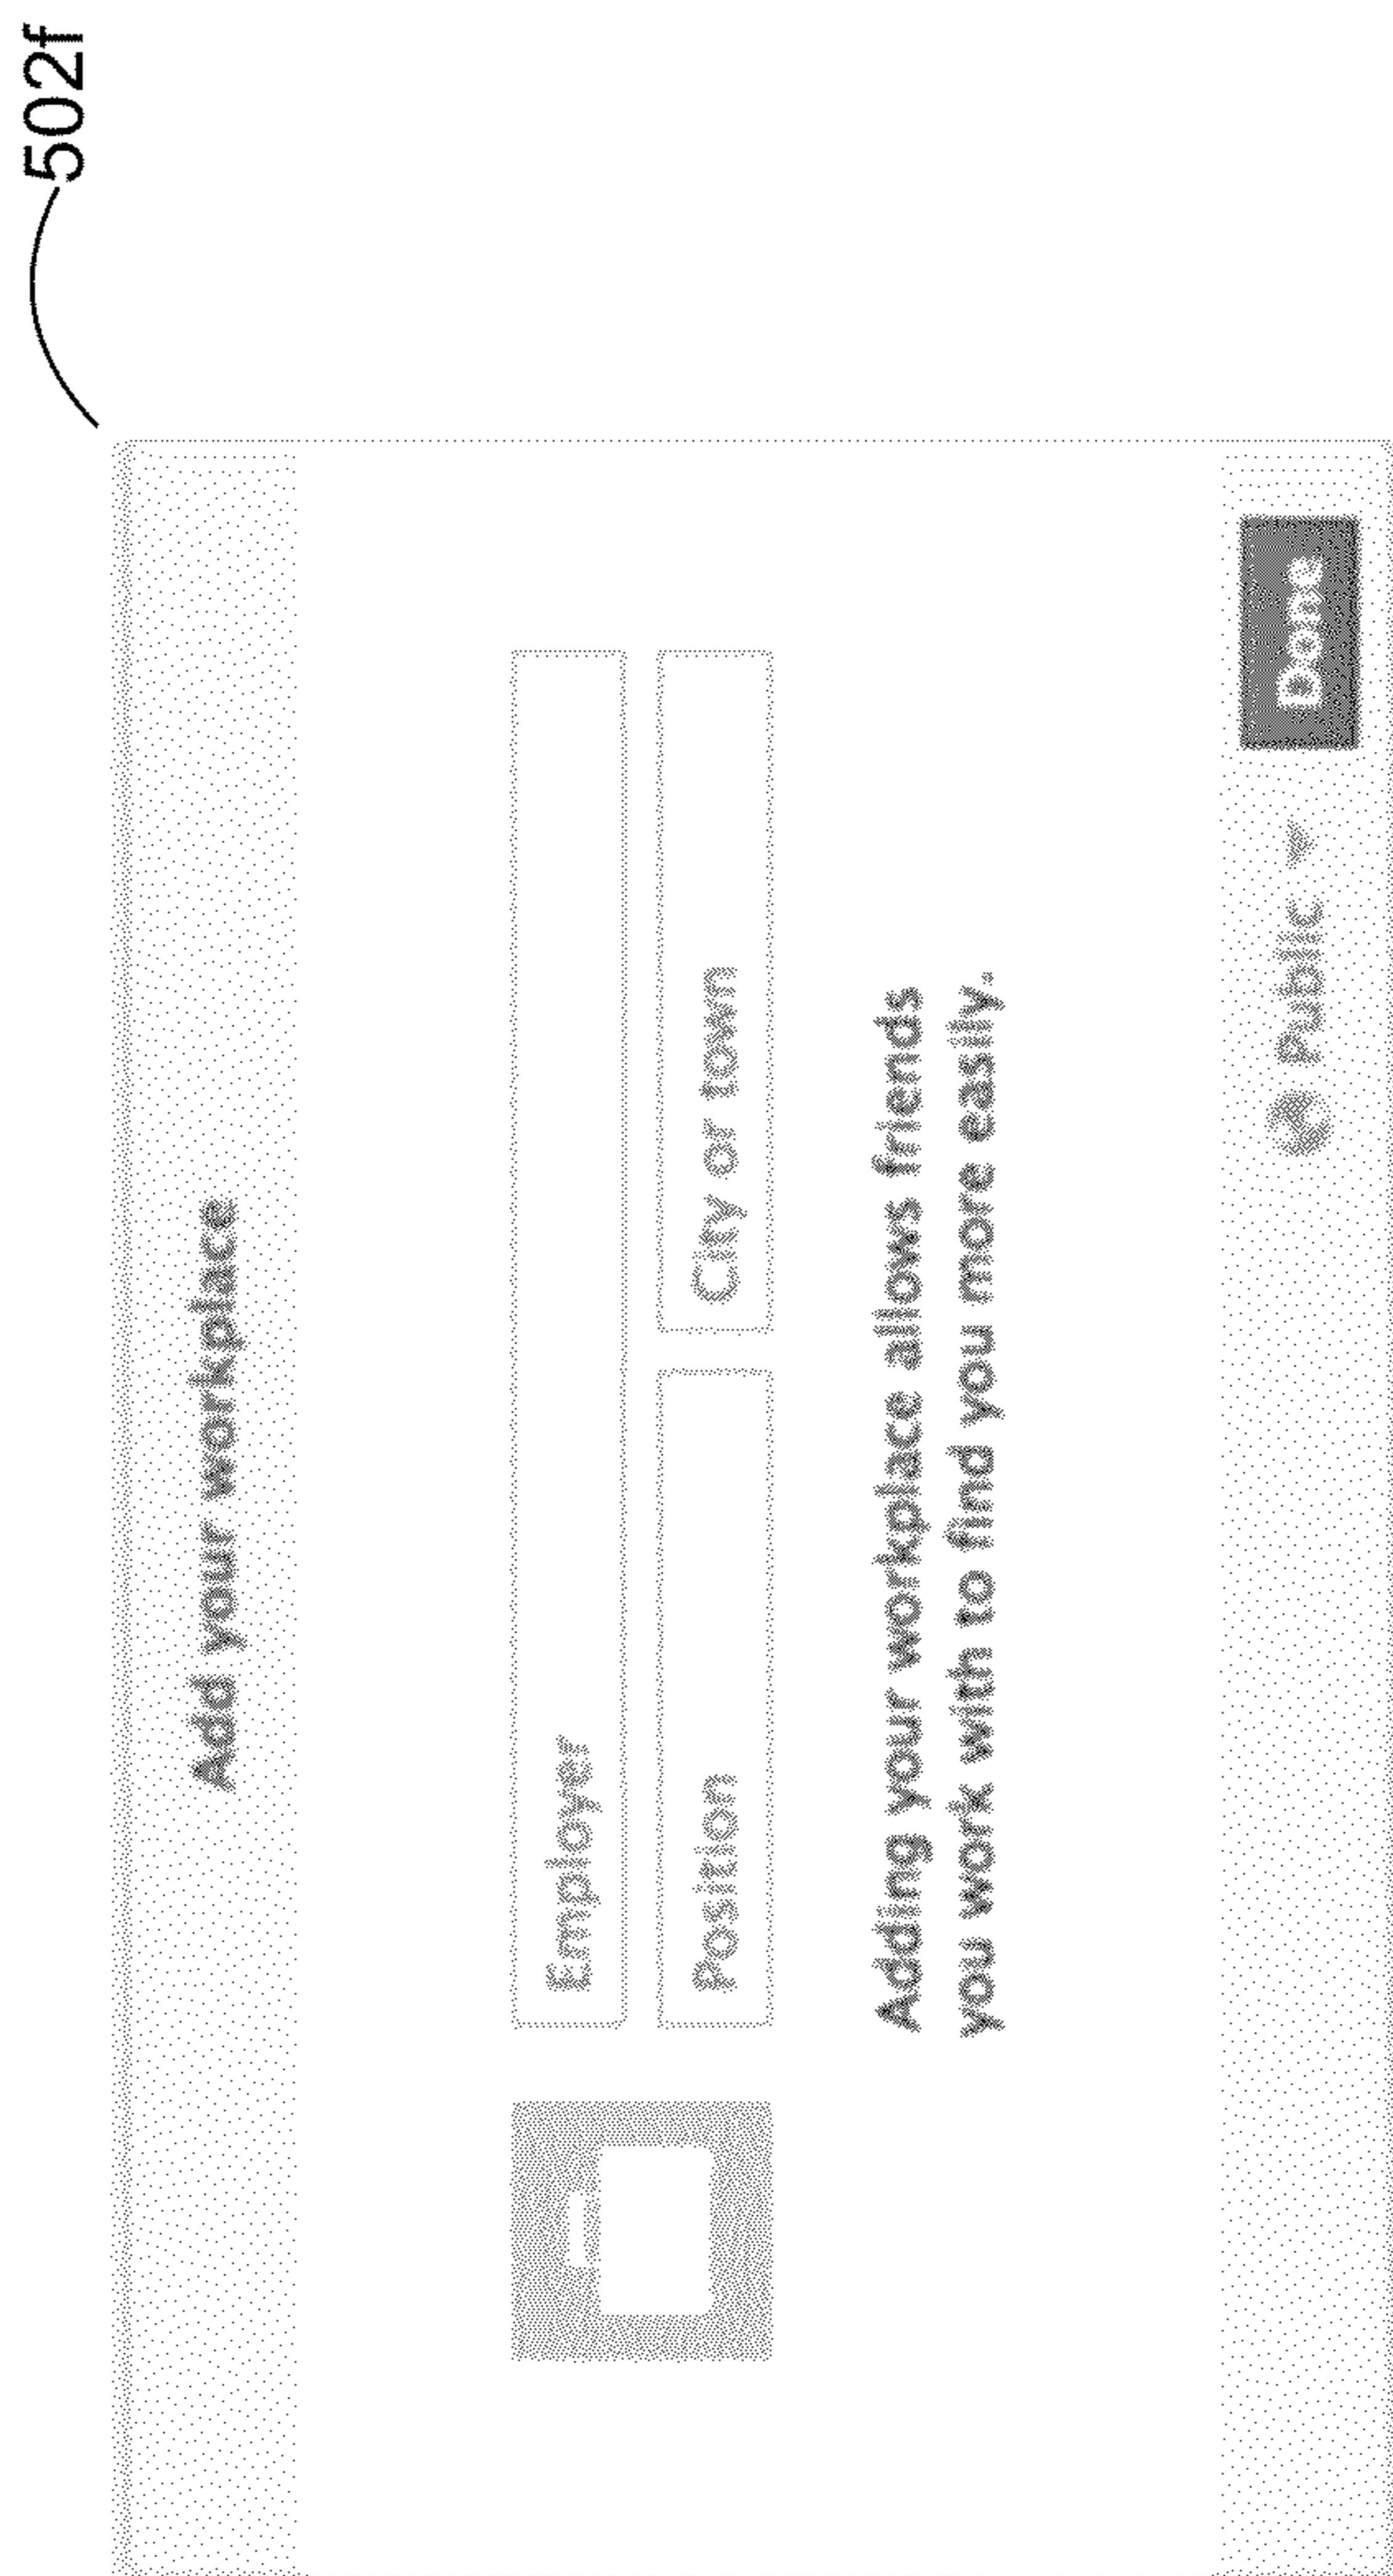 502f
Add your workplace
Employer
Position
City or town
Adding your workplace allows friends
you work with to find you more easily.
Public
Done